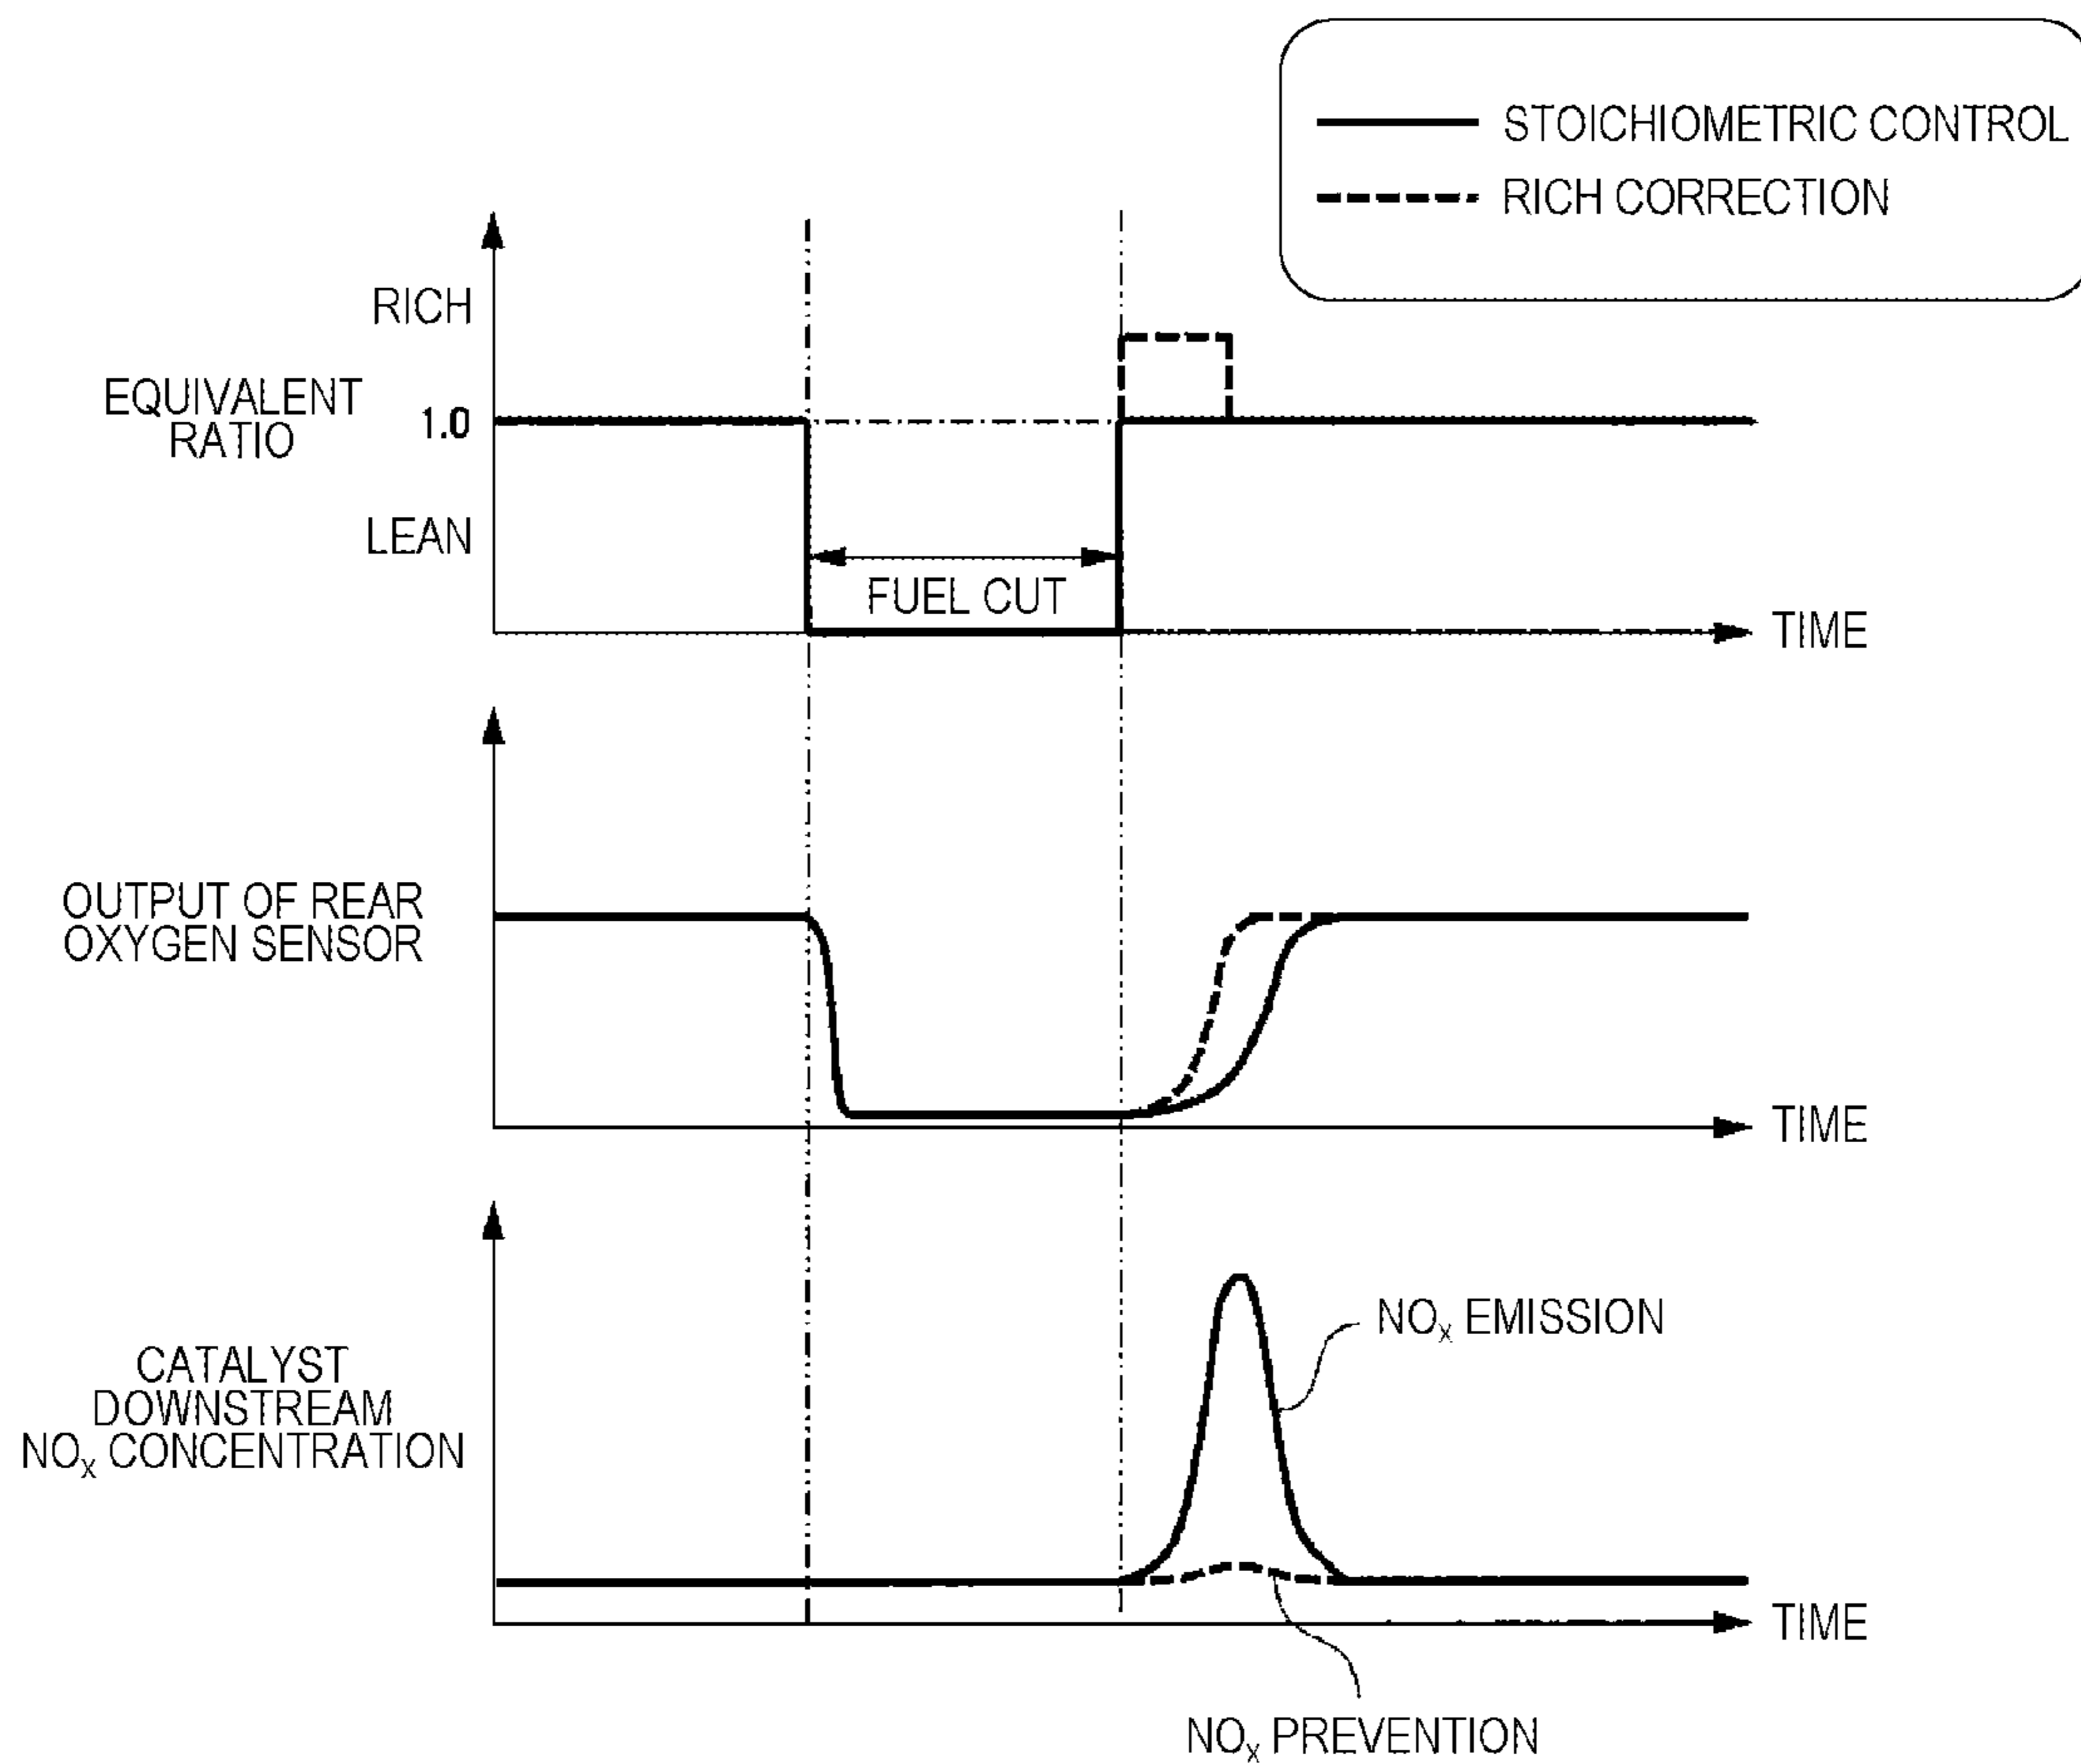 STOICHIOMETRIC CONTROL
RICH CORRECTION
RICH
EQUIVALENT
RATIO
1.0
LEAN
FUEL CUT
TIME
OUTPUT OF REAR
OXYGEN SENSOR
TIME
CATALYST
DOWNSTREAM
NOx CONCENTRATION
NOx EMISSION
TIME
NOx PREVENTION